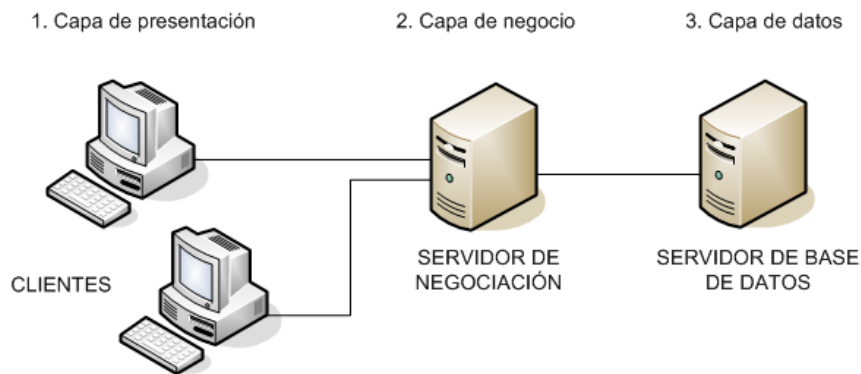 1. Capa de presentación
2. Capa de negocio
3. Capa de datos
CLIENTES
SERVIDOR DE
NEGOCIACIÓN
SERVIDOR DE BASE
DE DATOS